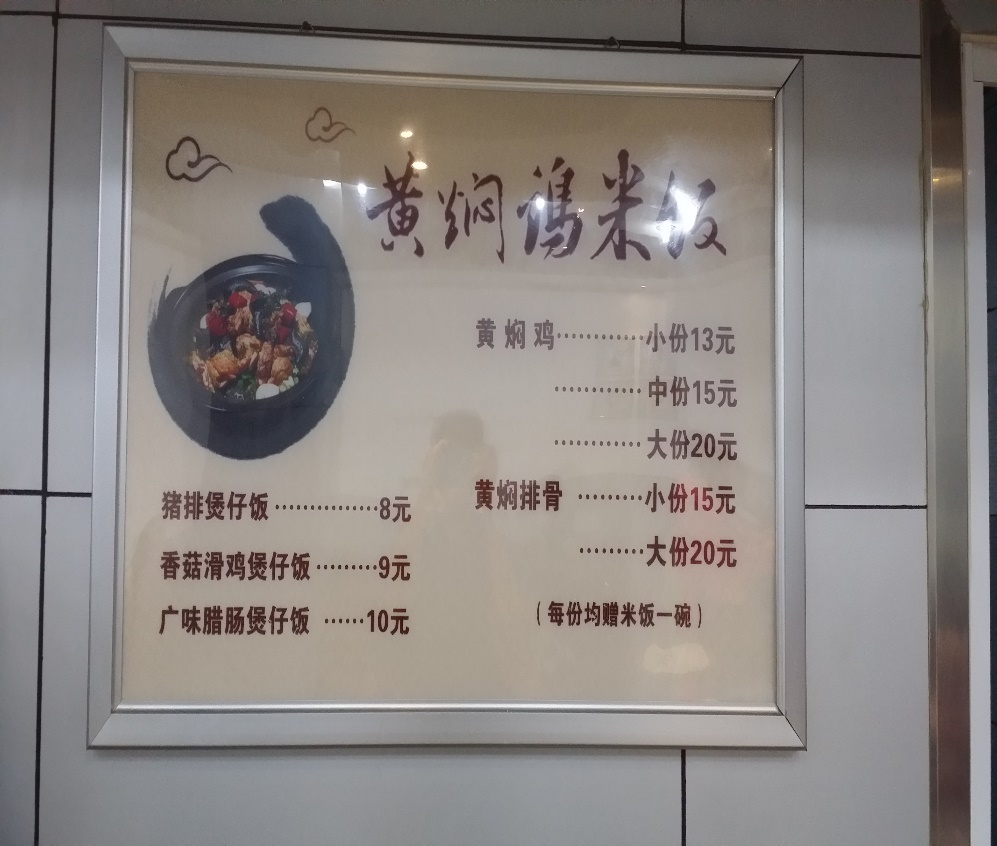 黄焖鸡米饭
黄焖鸡············小份13元
············中份15元
············大份20元
黄焖排骨 ·········小份15元
·········大份20元
（每份均赠米饭一碗）
猪排煲仔饭···············8元
香菇滑鸡煲仔饭·········9元
广味腊肠煲仔饭 ······10元